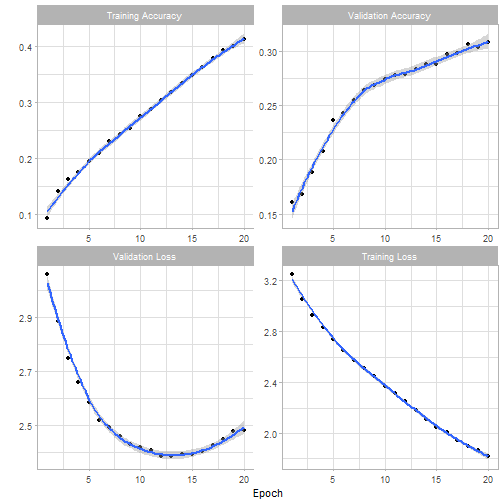 Training Accuracy
Validation Accuracy
0.4
0.3
0.2
0.1
0.30
0.25
0.20
0.15
5 10 15 20
5 10 15 20
Validation Loss
Training Loss
2.9
2.7
2.5
3.2
2.8
2.4
2.0
5 10 15 20
5 10 15 20
Epoch